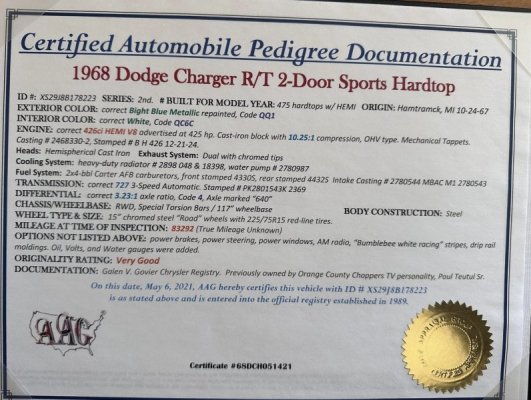 Certified Automobile Pedigree Documentation
1968 Dodge Charger R/T 2-Door Sports Hardtop
ID #: XS29J8B178223 SERIES: 2nd. # BUILT FOR MODEL YEAR: 475 hardtops w/ HEMI ORIGIN: Hamtramck, MI 10-24-67
EXTERIOR COLOR: correct Bight Blue Metallic repainted, Code QQ1
INTERIOR COLOR: correct White, Code QC6C
ENGINE: correct 426ci HEMI V8 advertised at 425 hp. Cast-iron block with 10.25:1 compression, OHV type. Mechanical Tappets.
Casting # 2468330-2, Stamped # B H 426 12-21-24.
Heads: Hemispherical Cast Iron Exhaust System: Dual with chromed tips
Cooling System: heavy-duty radiator # 2898 048 & 18398, water pump # 2780987
Fuel System: 2x4-bbl Carter AFB carburetors, front stamped 4330S, rear stamped 4432S Intake Casting # 2780544 MBAC M1 2780543
TRANSMISSION: correct 727 3-Speed Automatic. Stamped # PK2801543K 2369
DIFFERENTIAL: correct 3.23:1 axle ratio, Code 4, Axle marked "640"
CHASSIS/WHEELBASE: RWD, Special Torsion Bars / 117" wheelbase BODY CONSTRUCTION: Steel
WHEEL TYPE & SIZE: 15" chromed steel "Road" wheels with 225/75R15 red-line tires.
MILEAGE AT TIME OF INSPECTION: 83292 (True Mileage Unknown)
OPTIONS NOT LISTED ABOVE: power brakes, power steering, power windows, AM radio, "Bumblebee white racing" stripes, drip rail
moldings. Oil, Volts, and Water gauges were added.
ORIGINALITY RATING: Very Good
DOCUMENTATION: Galen V. Govier Chrysler Registry. Previously owned by Orange County Choppers TV personality, Paul Teutul Sr.
On this date, May 6, 2021, AAG hereby certifies this vehicle with ID # XS29J8B178223
is as stated above and is entered into the official registry established in 1989.
AAG
Certificate #68DCH051421